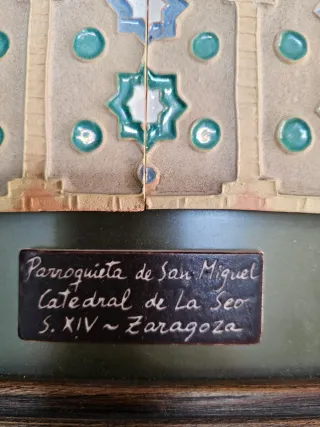 Parroquieta de San Miguel
Catedral de La Seo
S. XIV ~ Zaragoza